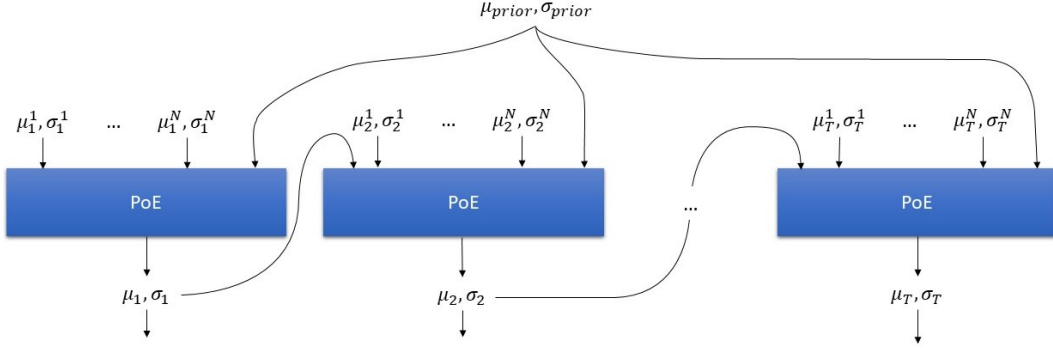 μ_prior, σ_prior
μ_1^1, σ_1^1 ... μ_1^N, σ_1^N μ_2^1, σ_2^1 ... μ_2^N, σ_2^N μ_T^1, σ_T^1 ... μ_T^N, σ_T^N
PoE PoE ... PoE
μ_1, σ_1 μ_2, σ_2 μ_T, σ_T